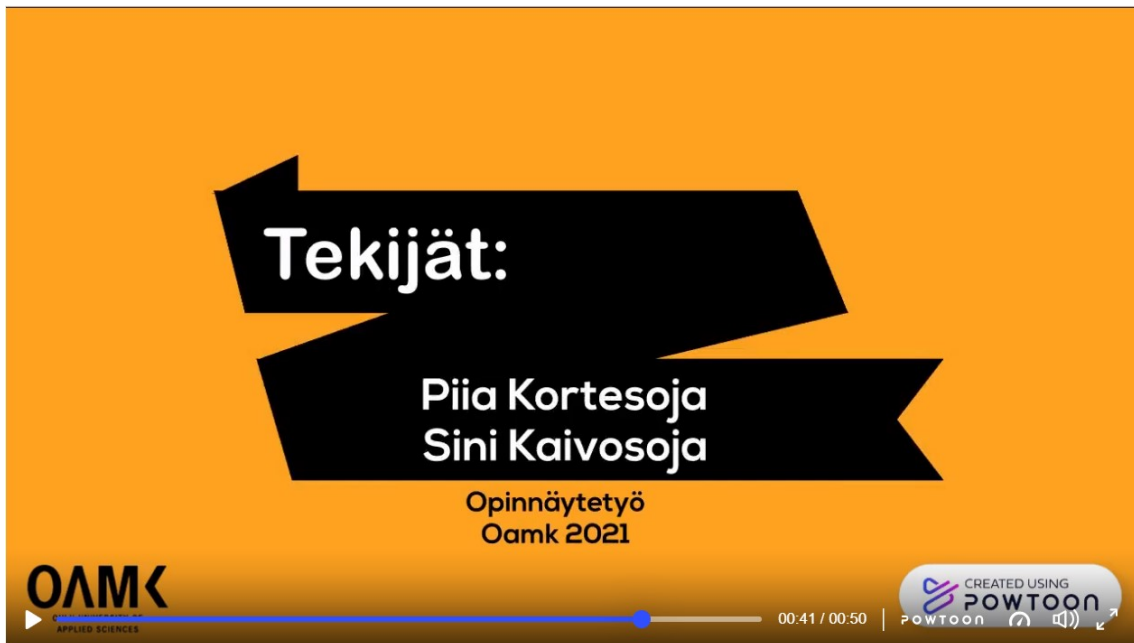 Tekijät:
Piia Kortesoja
Sini Kaivosoja
Opinnäytetyö
Oamk 2021
OAMK
APPLIED SCIENCES
CREATED USING
POWTOON
00:41 / 00:50
POWTOON